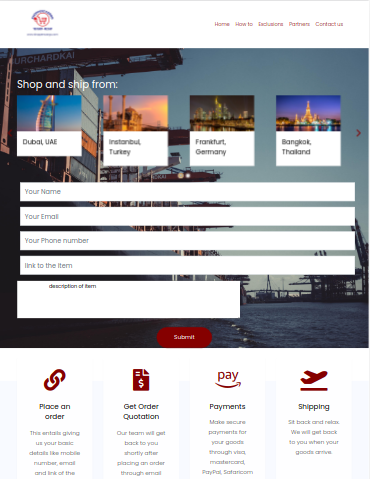 Home How to Exclusions Partners Contact us
URCHARDKAI
Shop and ship from:
Dubai, UAE
Instanbul,
Turkey
Frankfurt,
Germany
Bangkok,
Thailand
Your Name
Your Email
Your Phone number
link to the Item
description of Item
Submit
Place an
order
This entails giving
us your basic
details like mobile
number, email
and link of the
Get Order
Quotation
Our team will get
back to you
shortly after
placing an order
through email
pay
Payments
Make secure
payments for
your goods
through visa,
mastercard,
PayPal, Safaricom
Shipping
Sit back and relax.
We will get back
to you when your
goods arrive.